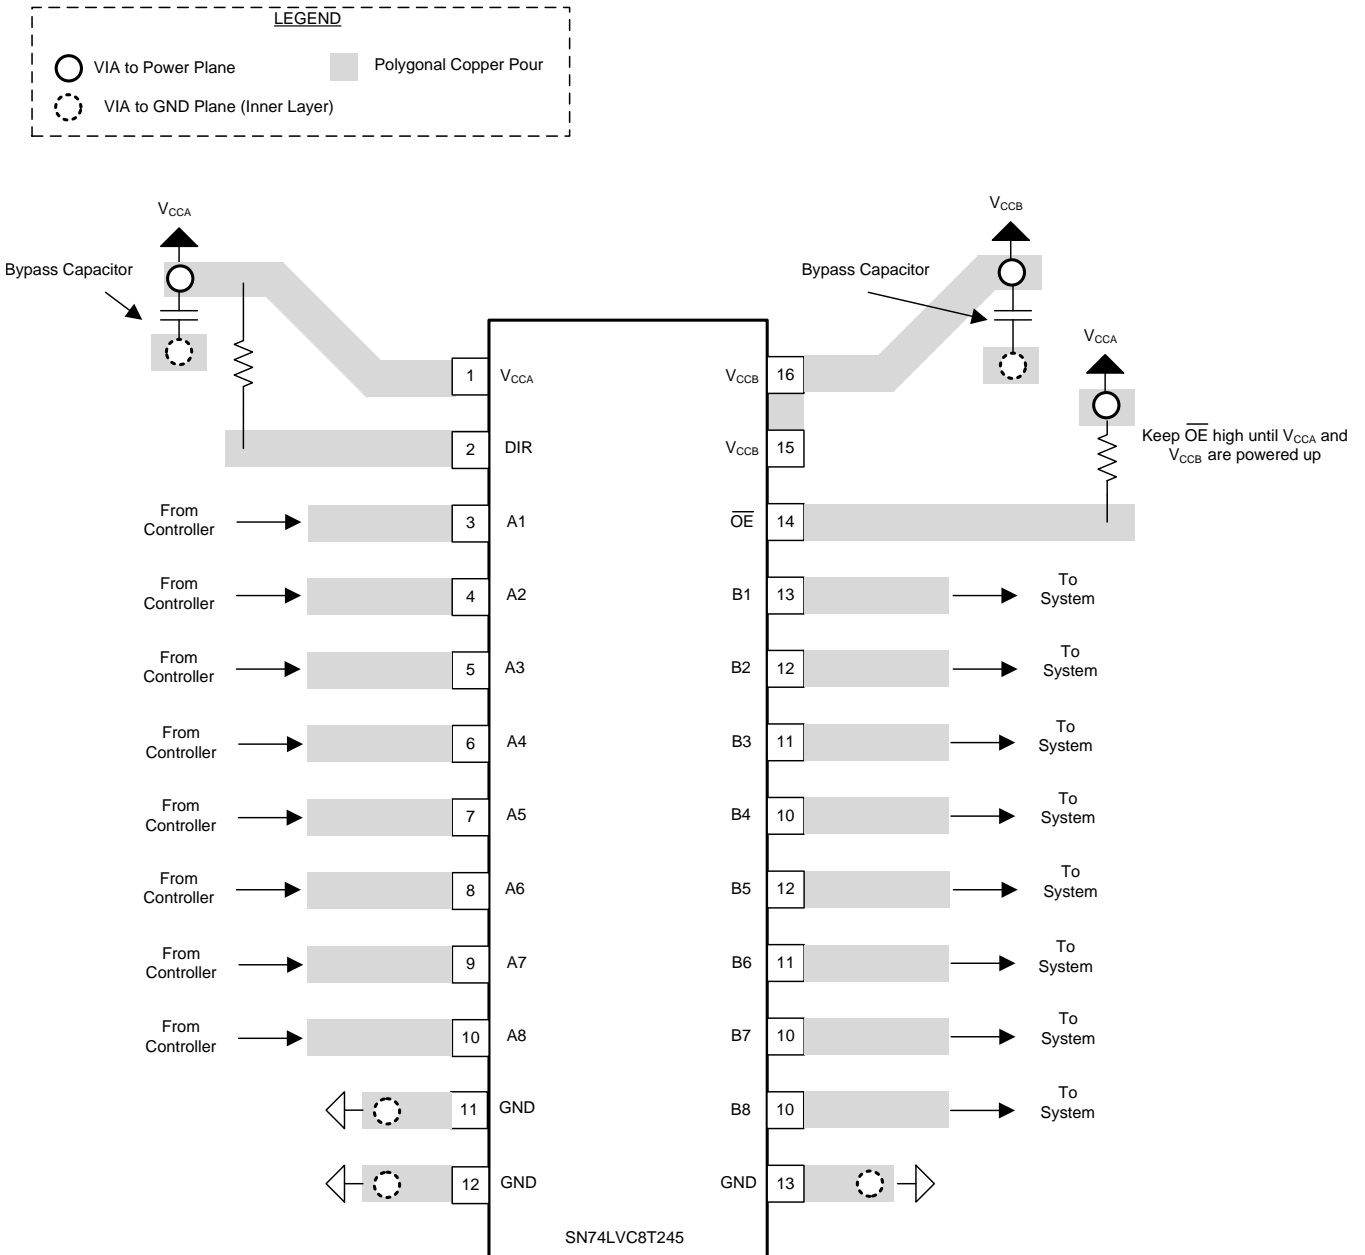 LEGEND
VIA to Power Plane
Polygonal Copper Pour
VIA to GND Plane (Inner Layer)
VCCA
VCCB
Bypass Capacitor
Bypass Capacitor
VCCA
1 VCCA
VCCB 16
Keep OE high until VCCA and
VCCB are powered up
2 DIR
VCCB 15
From
Controller
3 A1
OE 14
From
Controller
4 A2
B1 13
To
System
From
Controller
5 A3
B2 12
To
System
From
Controller
6 A4
B3 11
To
System
From
Controller
7 A5
B4 10
To
System
From
Controller
8 A6
B5 12
To
System
From
Controller
9 A7
B6 11
To
System
From
Controller
10 A8
B7 10
To
System
11 GND
B8 10
To
System
12 GND
GND 13
SN74LVC8T245